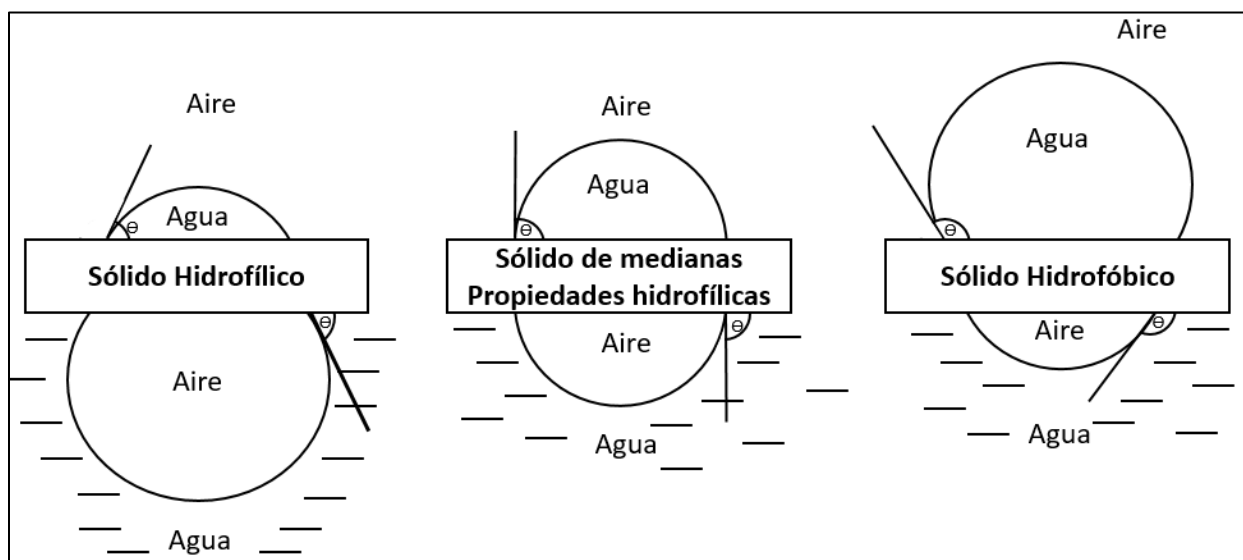 Aire
Agua
ɵ
Sólido Hidrofílico
ɵ
Aire
Agua
Aire
Agua
ɵ
Sólido de medianas
Propiedades hidrofílicas
ɵ
Aire
Agua
Aire
Agua
ɵ
Sólido Hidrofóbico
ɵ
Aire
Agua